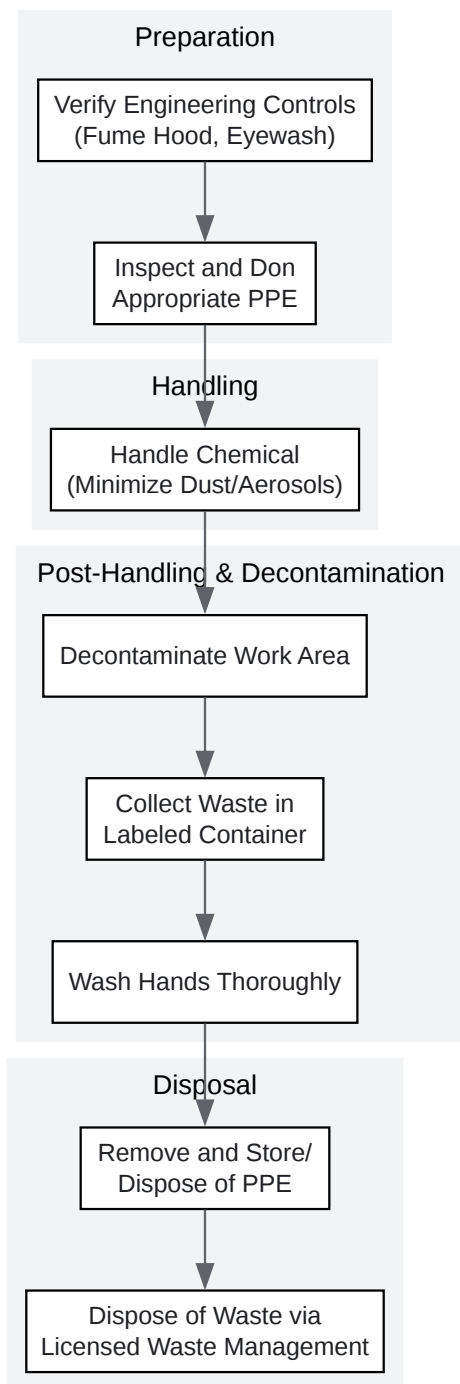 Preparation
Verify Engineering Controls
(Fume Hood, Eyewash)
Inspect and Don
Appropriate PPE
Handling
Handle Chemical
(Minimize Dust/Aerosols)
Post-Handling & Decontamination
Decontaminate Work Area
Collect Waste in
Labeled Container
Wash Hands Thoroughly
Disposal
Remove and Store/
Dispose of PPE
Dispose of Waste via
Licensed Waste Management